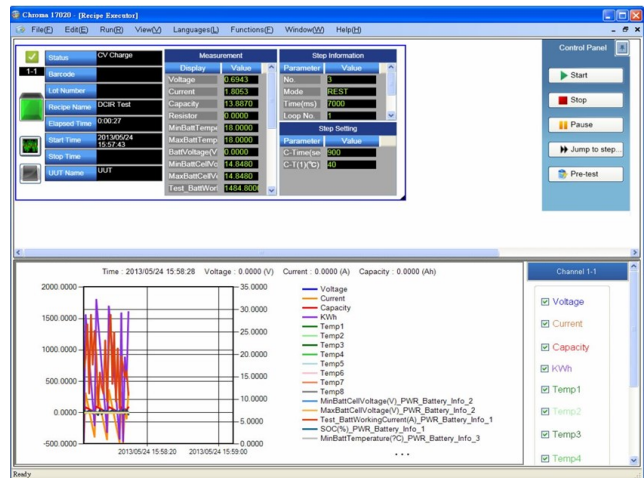 Chroma 17020 - [Recipe Executor]
File(F) Edit(E) Run(R) View(V) Languages(L) Functions(F) Window(W) Help(H)
1-1
Status CV Charge
Barcode
Lot Number
Recipe Name DCIR Test
Elapsed Time 0:00:27
Start Time 2013/05/24 15:57:43
Stop Time
UUT Name UUT
Measurement
Display Value
Voltage 0.6943
Current 1.8053
Capacity 13.8870
Resistor 0.0000
MinBattTempe 18.0000
MaxBattTemp 18.0000
BattVoltage(V 0.0000
MinBattCellVo 14.8480
MaxBattCellV 14.8480
Test_BattWor 1484.800
Step Information
Parameter Value
No. 3
Mode REST
Time(ms) 7000
Loop No. 1
Step Setting
Parameter Value
C-Time(se 900
C-T(1)(℃) 40
Control Panel
Start
Stop
Pause
Jump to step...
Pre-test
Time : 2013/05/24 15:58:28 Voltage : 0.0000 (V) Current : 0.0000 (A) Capacity : 0.0000 (Ah)
2000.0000
1500.0000
1000.0000
500.0000
0.0000
-500.0000
35.0000
30.0000
25.0000
20.0000
15.0000
10.0000
5.0000
0.0000
2013/05/24 15:58:20 2013/05/24 15:59:00
Voltage
Current
Capacity
KWh
Temp1
Temp2
Temp3
Temp4
Temp5
Temp6
Temp7
Temp8
MinBattCellVoltage(V)_PWR_Battery_Info_2
MaxBattCellVoltage(V)_PWR_Battery_Info_2
Test_BattWorkingCurrent(A)_PWR_Battery_Info_1
SOC(%)_PWR_Battery_Info_1
MinBattTemperature(?C)_PWR_Battery_Info_3
...
Channel 1-1
Voltage
Current
Capacity
KWh
Temp1
Temp2
Temp3
Temp4
Ready